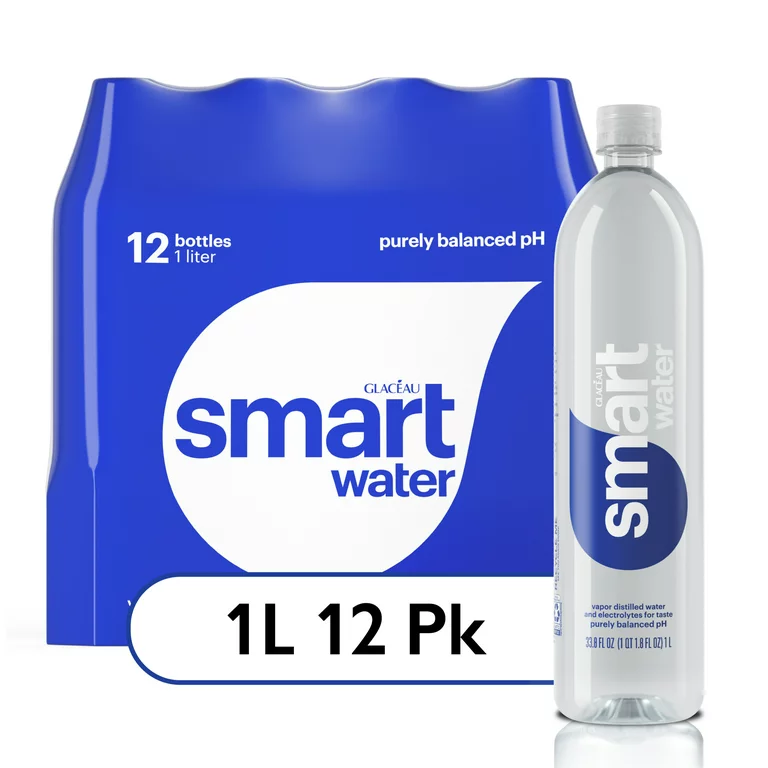 12 bottles
1 liter
purely balanced pH
GLACÉAU
smart
water
1L 12 Pk
GLACÉAU
smart
water
vapor distilled water
and electrolytes for taste
purely balanced pH
33.8 FL OZ (1 QT 1.8 FL OZ) 1 L